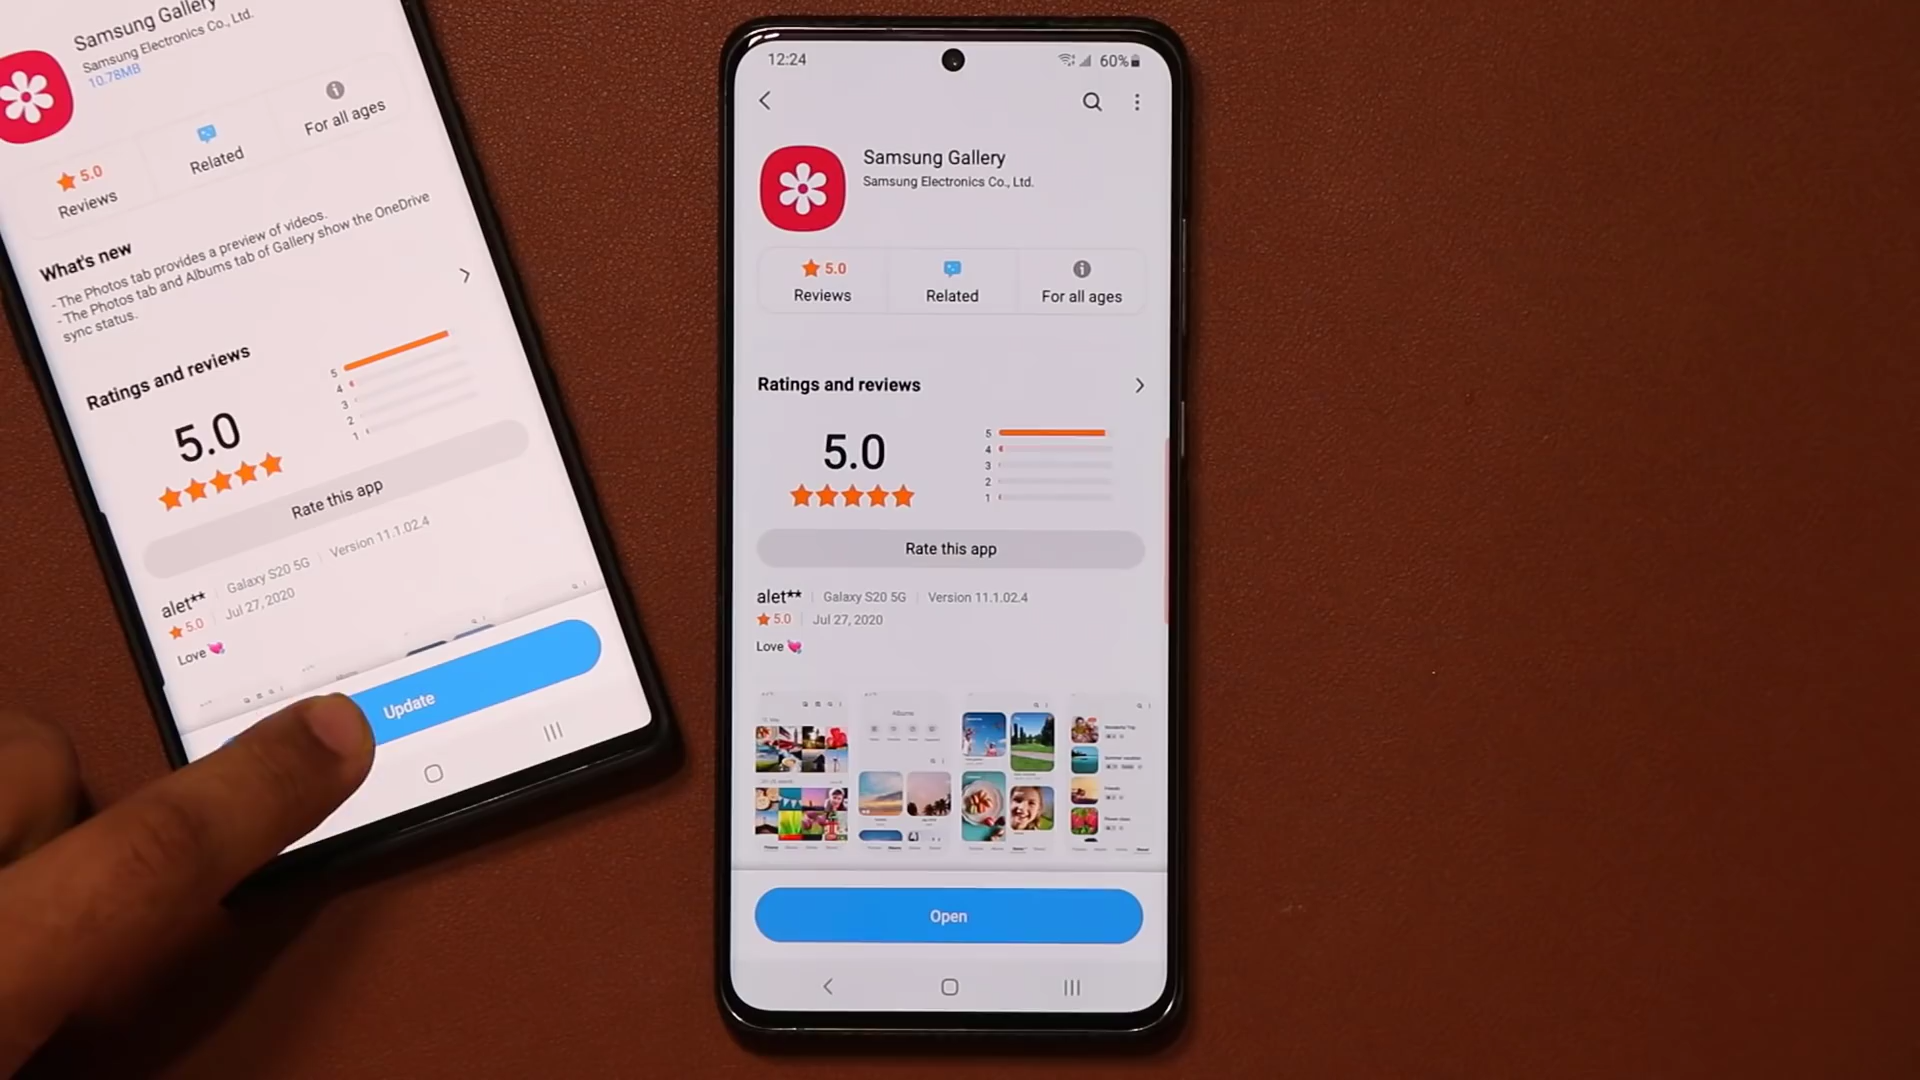 Samsung Gallery
Samsung Electronics Co., Ltd.
10.78MB
5.0
Reviews
Related
For all ages
What's new
- The Photos tab provides a preview of videos.
- The Photos tab and Albums tab of Gallery show the OneDrive
sync status.
Ratings and reviews
5.0
5
4
3
2
1
Rate this app
alet** Galaxy S20 5G Version 11.1.02.4
5.0 Jul 27, 2020
Love 💘
Update
12:24 60%
Samsung Gallery
Samsung Electronics Co., Ltd.
5.0
Reviews
Related
For all ages
Ratings and reviews
5.0
5
4
3
2
1
Rate this app
alet** Galaxy S20 5G Version 11.1.02.4
5.0 Jul 27, 2020
Love 💘
Albums
Open